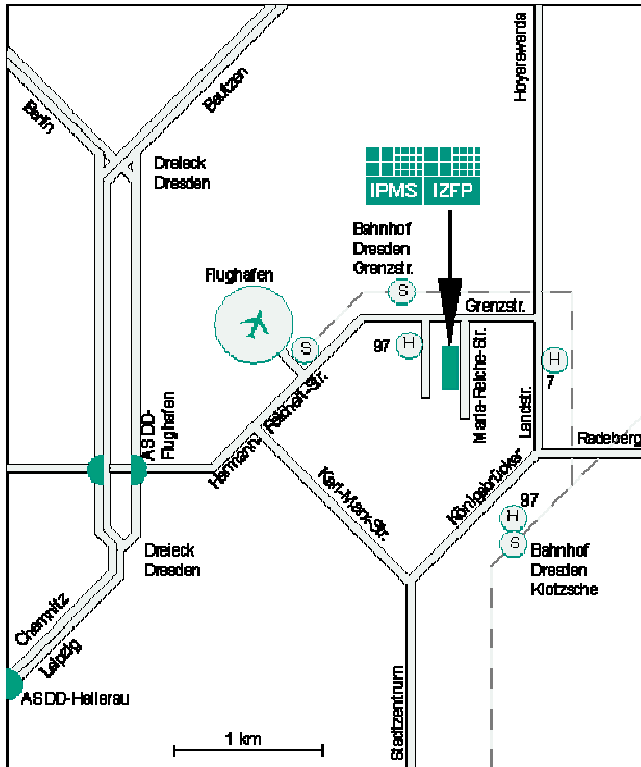 Hoyerswerda
Berlin
Bautzen
Dreieck
Dresden
IPMS IZFP
Bahnhof
Dresden
Grenzstr.
Flughafen
S
Grenzstr.
S
97
H
H
7
Maria-Reiche-Str.
Landstr.
AS DD-
Flughafen
Hermann-
Reichelt-Str.
Radeberg
Karl-Marx-Str.
Königsbrücker
97
H
S
Bahnhof
Dresden
Klotzsche
Dreieck
Dresden
Chemnitz
Leipzig
AS DD-Hellerau
Stadtzentrum
1 km